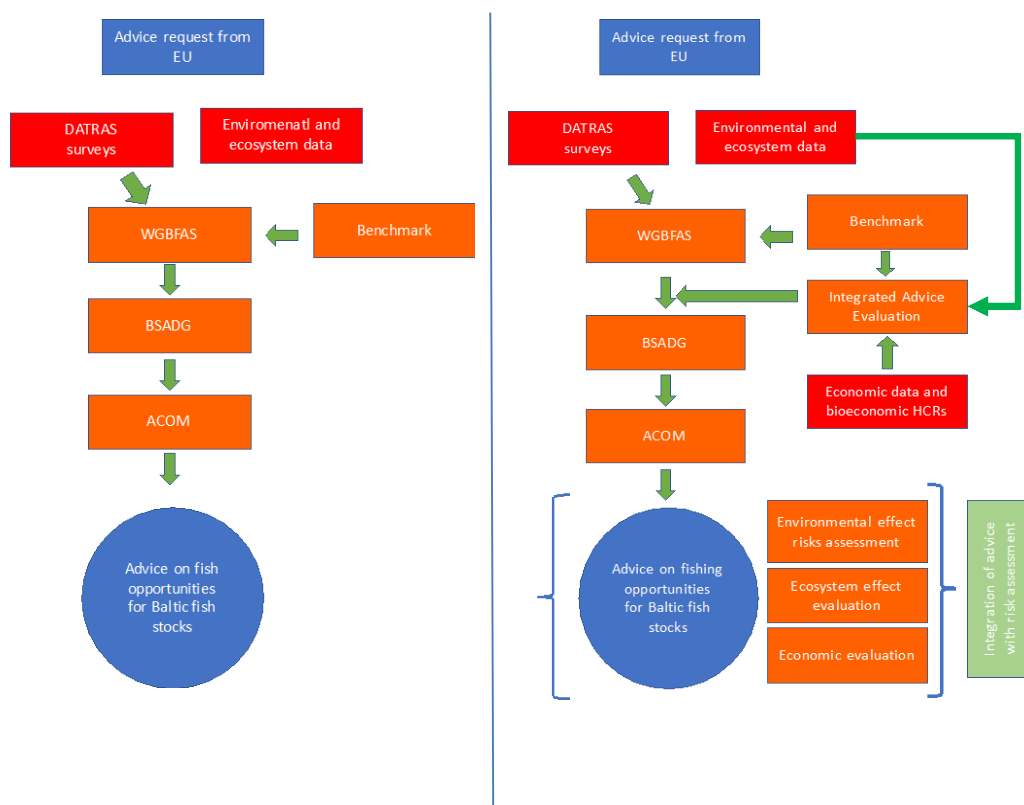 Advice request from
EU
DATRAS
surveys
Enviromenatl and
ecosystem data
WGBFAS
Benchmark
BSADG
ACOM
Advice on fish
opportunities
for Baltic fish
stocks
Advice request from
EU
DATRAS
surveys
Environmental and
ecosystem data
WGBFAS
Benchmark
Integrated Advice
Evaluation
BSADG
Economic data and
bioeconomic HCRs
ACOM
Advice on fishing
opportunities
for Baltic fish
stocks
Environmental effect
risks assessment
Ecosystem effect
evaluation
Economic evaluation
Integration of advice
with risk assessment